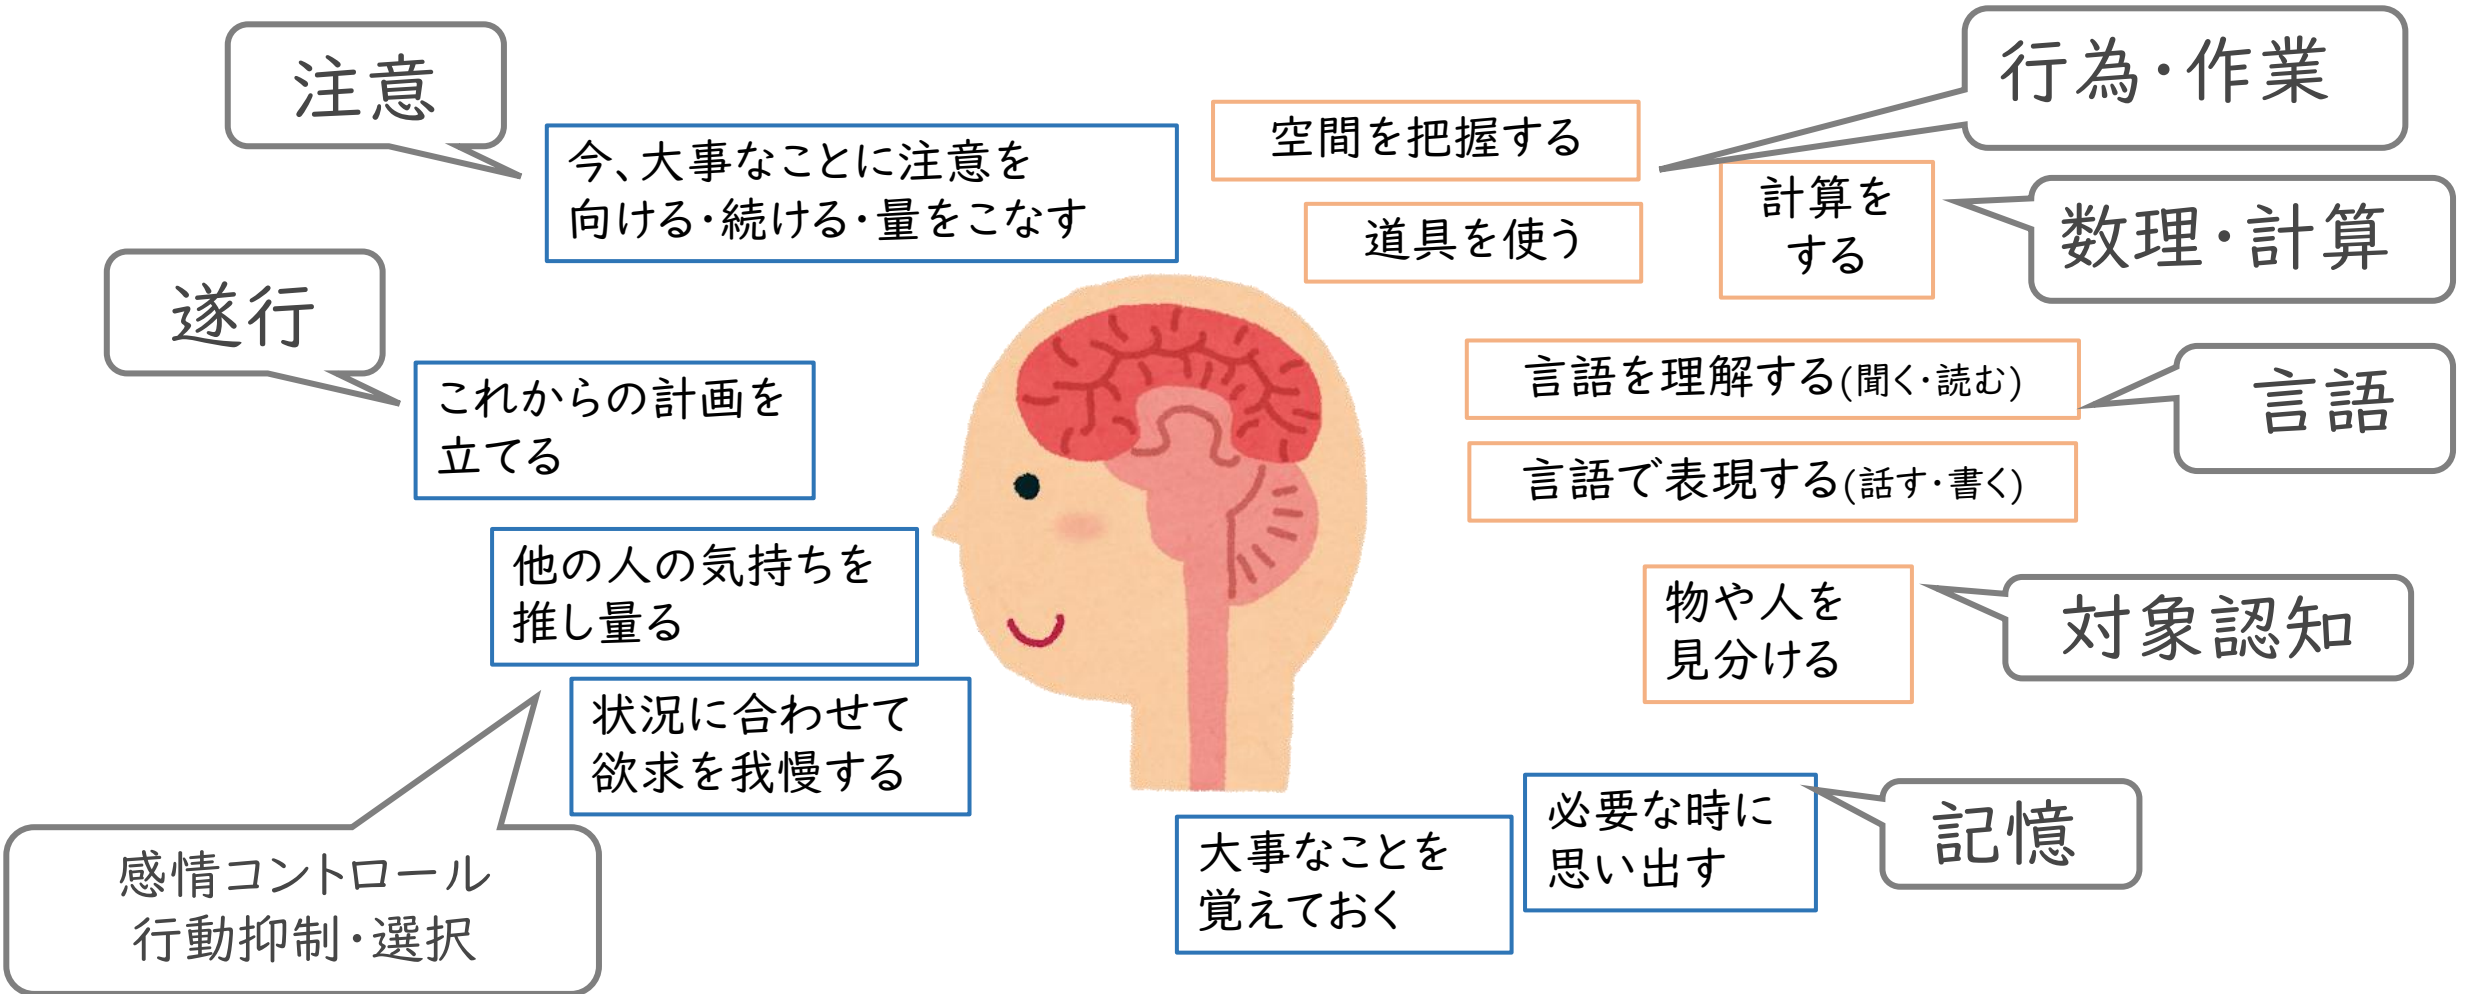 注意
今、大事なことに注意を
向ける・続ける・量をこなす
遂行
これからの計画を
立てる
他の人の気持ちを
推し量る
状況に合わせて
欲求を我慢する
感情コントロール
行動抑制・選択
空間を把握する
道具を使う
行為・作業
計算を
する
数理・計算
言語を理解する(聞く・読む)
言語で表現する(話す・書く)
言語
物や人を
見分ける
対象認知
大事なことを
覚えておく
必要な時に
思い出す
記憶